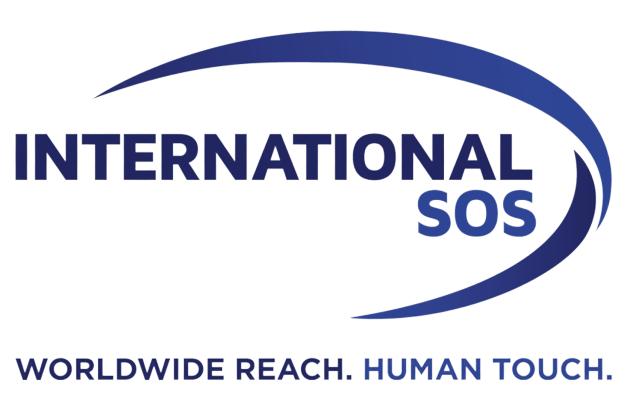 INTERNATIONAL
SOS
WORLDWIDE REACH. HUMAN TOUCH.